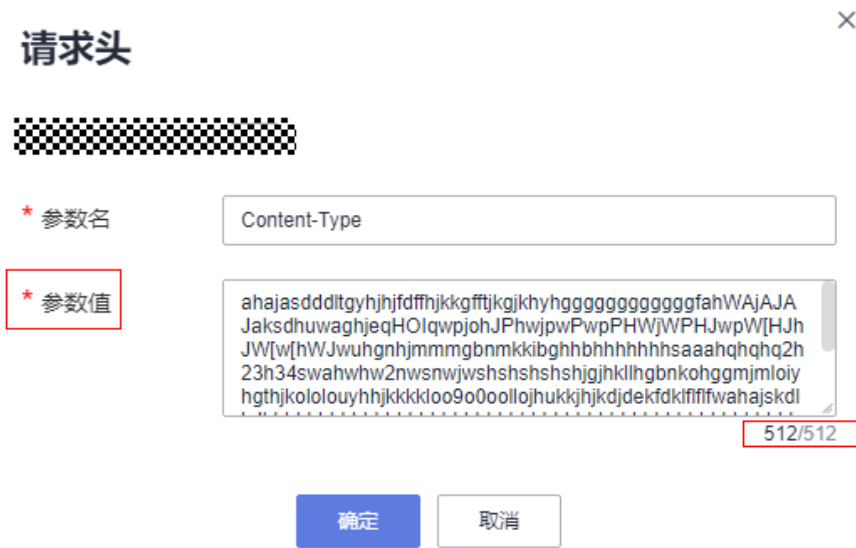 请求头
* 参数名
Content-Type
* 参数值
ahajasdddltgyhjhjfdffhjkkgfftjkgjkhyhgggggggggggggfahWAjAJA
JaksdhuwaghjeqHOIqwpjohJPhwjpwPwpPHWjWPHJwpW[HJh
JW[w[hWJwuhgnhjmmmgbnmkkibghhbhhhhhhhsaaahqhqhq2h
23h34swahwhw2nwsnwjwshshshshshjgjhkllhgbnkohggmjmloiy
hgthjkololouyhhjkkkkloo9o0oollojhukkjhjkdjdekfdklflflfwahajskdl
512/512
确定
取消